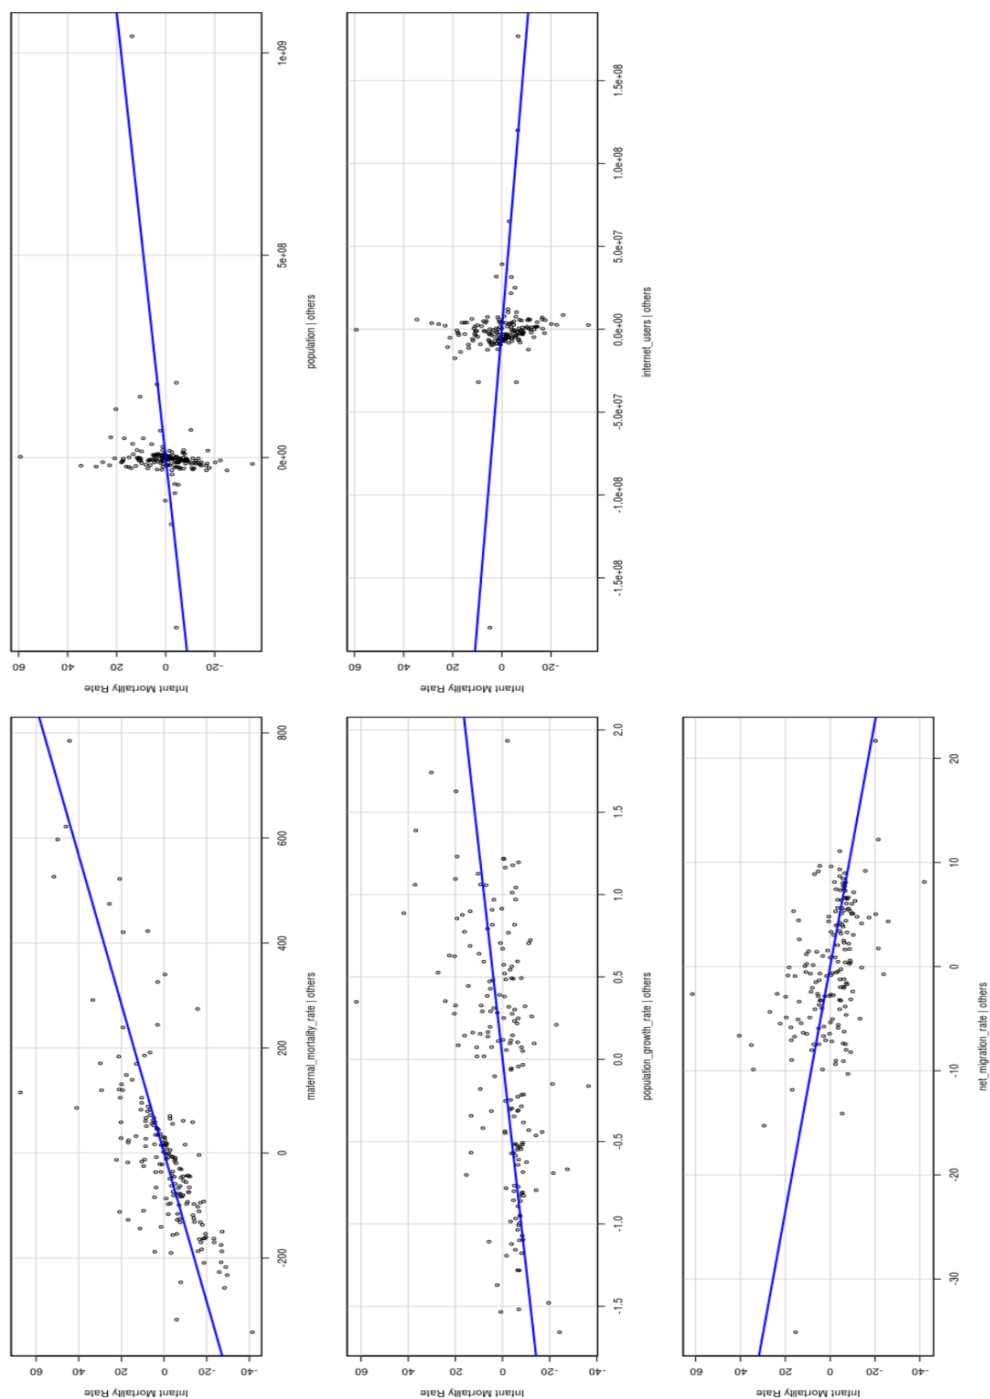 Infant Mortality Rate
60
40
20
0
-20
-40
-200
0
200
400
600
800
maternal_mortality_rate | others
Infant Mortality Rate
60
40
20
0
-20
0e+00
5e+08
1e+09
population | others
Infant Mortality Rate
60
40
20
0
-20
-40
-1.5
-1.0
-0.5
0.0
0.5
1.0
1.5
2.0
population_growth_rate | others
Infant Mortality Rate
60
40
20
0
-20
-1.5e+08
-1.0e+08
-5.0e+07
0.0e+00
5.0e+07
1.0e+08
1.5e+08
internet_users | others
Infant Mortality Rate
60
40
20
0
-20
-40
-30
-20
-10
0
10
20
net_migration_rate | others